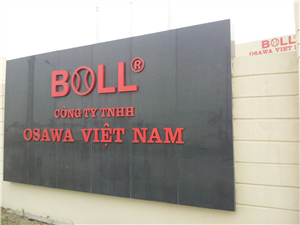 BOLL®
CÔNG TY TNHH
OSAWA VIỆT NAM
BOLL
OSAWA VIỆT